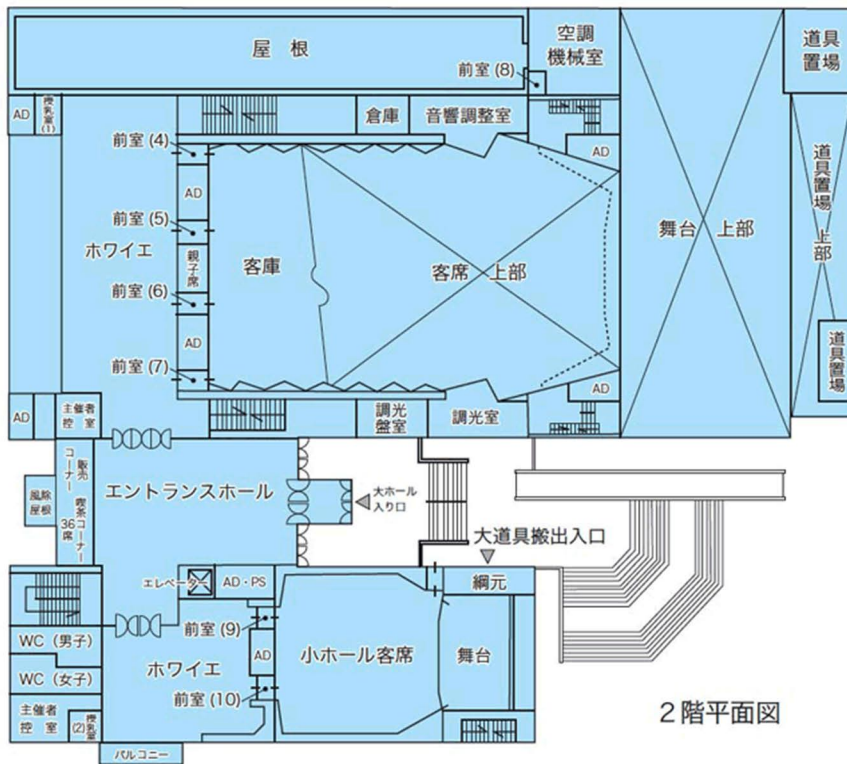 屋 根
空調
機械室
道具
置場
前室(8)
AD
授乳室(1)
倉庫
音響調整室
前室(4)
AD
AD
前室(5)
道具置場 上部
ホワイエ
親子席
客庫
客席 上部
舞台 上部
前室(6)
AD
前室(7)
道具置場
AD
AD
主催者
控 室
調光
盤室
調光室
販売コーナー
喫茶コーナー
36席
風除
屋根
エントランスホール
大ホール
入り口
大道具搬出入口
エレベーター
AD・PS
綱元
前室(9)
WC(男子)
ホワイエ
AD
小ホール客席
舞台
WC(女子)
前室(10)
主催者
控 室
授乳室(2)
バルコニー
2階平面図